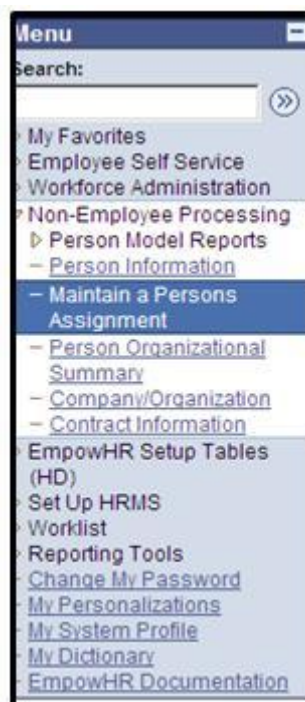 Menu
Search:
My Favorites
Employee Self Service
Workforce Administration
Non-Employee Processing
Person Model Reports
– Person Information
– Maintain a Persons
Assignment
– Person Organizational
Summary
– Company/Organization
– Contract Information
EmpowHR Setup Tables
(HD)
Set Up HRMS
Worklist
Reporting Tools
- Change My Password
- My Personalizations
- My System Profile
- My Dictionary
- EmpowHR Documentation